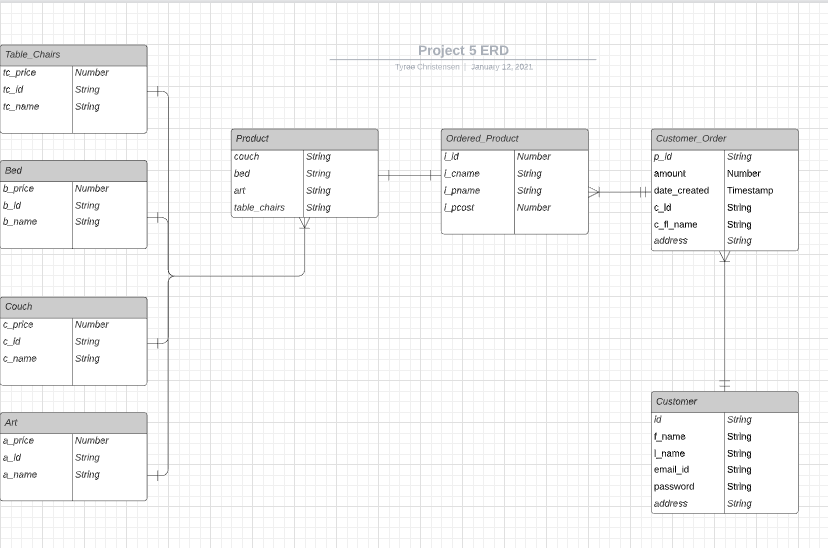 Project 5 ERD
Tyrae Christensen | January 12, 2021
Table_Chairs
tc_price Number
tc_id String
tc_name String
Bed
b_price Number
b_id String
b_name String
Couch
c_price Number
c_id String
c_name String
Art
a_price Number
a_id String
a_name String
Product
couch String
bed String
art String
table_chairs String
Ordered_Product
l_id Number
l_cname String
l_pname String
l_pcost Number
Customer_Order
p_id String
amount Number
date_created Timestamp
c_id String
c_fl_name String
address String
Customer
id String
f_name String
l_name String
email_id String
password String
address String